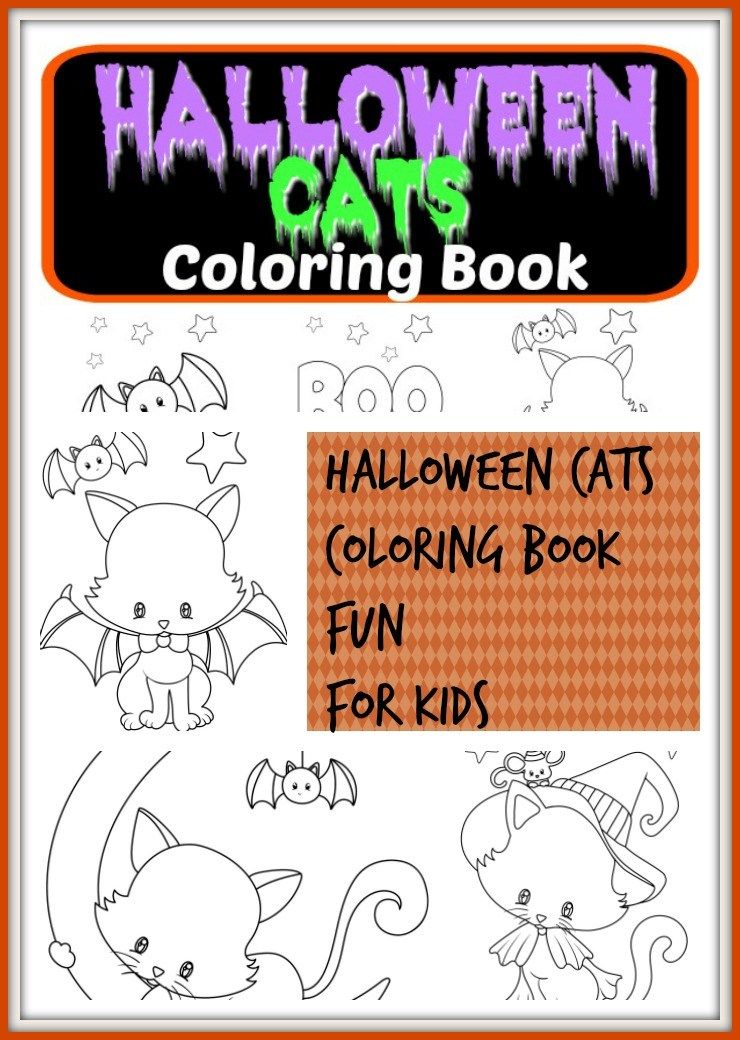 HALLOWEEN
CATS
Coloring Book
BOO
HALLOWEEN CATS
COLORING BOOK
FUN
FOR KIDS